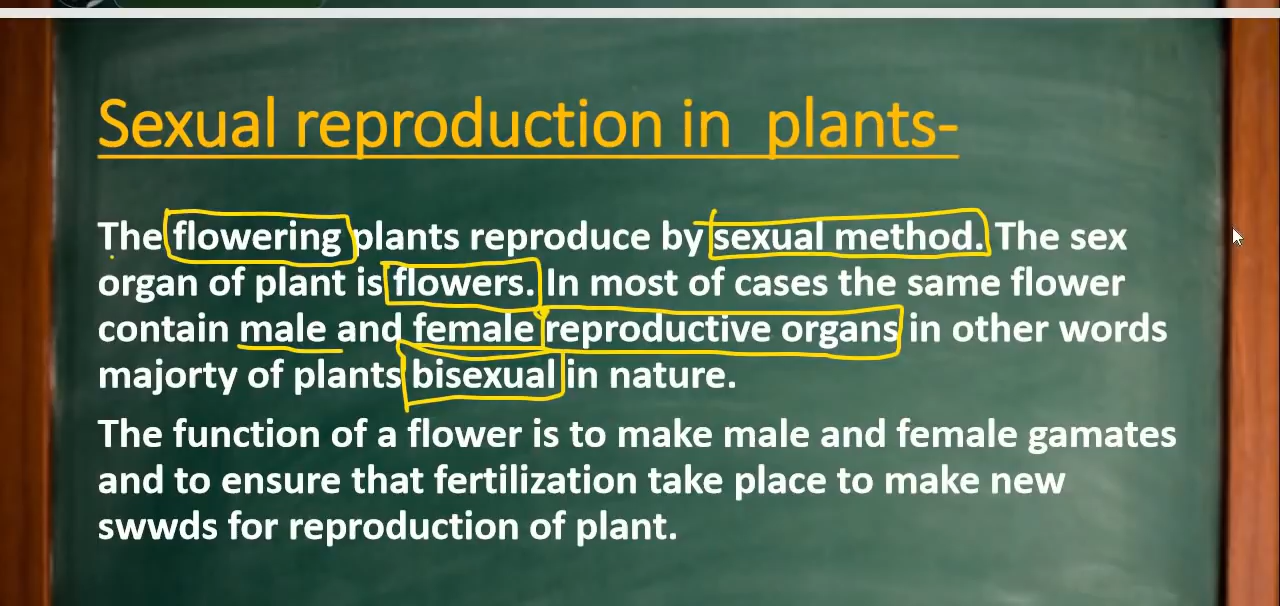 Sexual reproduction in plants-
The flowering plants reproduce by sexual method. The sex
organ of plant is flowers. In most of cases the same flower
contain male and female reproductive organs in other words
majorty of plants bisexual in nature.
The function of a flower is to make male and female gamates
and to ensure that fertilization take place to make new
swwds for reproduction of plant.